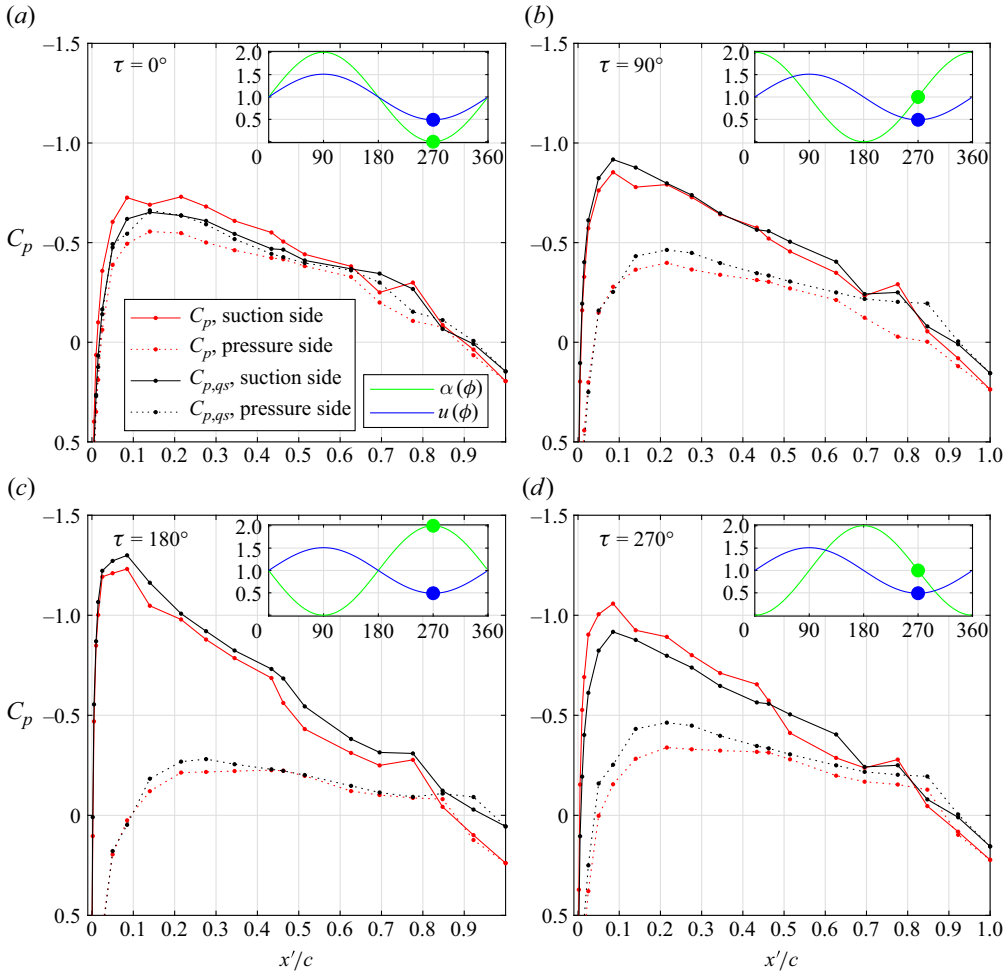 (a)
(b)
−1.5
−1.0
−0.5
0
0.5
C_p
τ = 0°
2.0
1.5
1.0
0.5
0 90 180 270 360
C_p, suction side
C_p, pressure side
C_{p,qs}, suction side
C_{p,qs}, pressure side
α(ϕ)
u(ϕ)
0 0.1 0.2 0.3 0.4 0.5 0.6 0.7 0.8 0.9
−1.5
−1.0
−0.5
0
0.5
τ = 90°
2.0
1.5
1.0
0.5
0 90 180 270 360
0 0.1 0.2 0.3 0.4 0.5 0.6 0.7 0.8 0.9 1.0
(c)
(d)
−1.5
−1.0
−0.5
0
0.5
C_p
τ = 180°
2.0
1.5
1.0
0.5
0 90 180 270 360
0 0.1 0.2 0.3 0.4 0.5 0.6 0.7 0.8 0.9
x′/c
−1.5
−1.0
−0.5
0
0.5
τ = 270°
2.0
1.5
1.0
0.5
0 90 180 270 360
0 0.1 0.2 0.3 0.4 0.5 0.6 0.7 0.8 0.9 1.0
x′/c